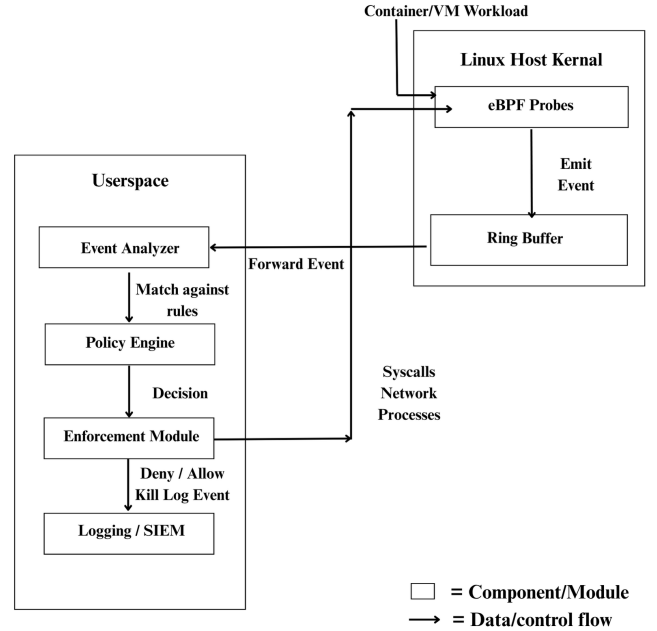 Container/VM Workload
Linux Host Kernal
eBPF Probes
Emit
Event
Ring Buffer
Userspace
Event Analyzer
Forward Event
Match against
rules
Policy Engine
Decision
Syscalls
Network
Processes
Enforcement Module
Deny / Allow
Kill Log Event
Logging / SIEM
= Component/Module
= Data/control flow